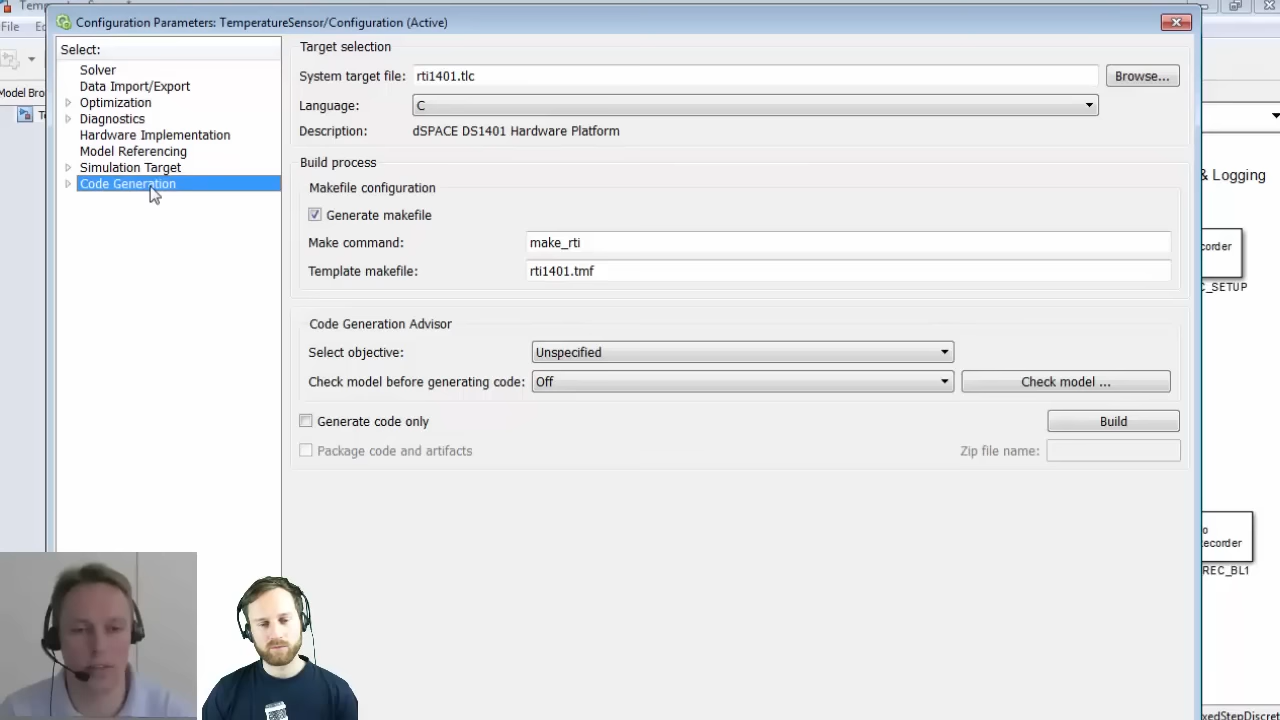 Configuration Parameters: TemperatureSensor/Configuration (Active)
File
Model Bro
Select:
Solver
Data Import/Export
Optimization
Diagnostics
Hardware Implementation
Model Referencing
Simulation Target
Code Generation
Target selection
System target file: rti1401.tlc Browse...
Language: C
Description: dSPACE DS1401 Hardware Platform
Build process
Makefile configuration
Generate makefile
Make command: make_rti
Template makefile: rti1401.tmf
Code Generation Advisor
Select objective: Unspecified
Check model before generating code: Off Check model ...
Generate code only Build
Package code and artifacts Zip file name:
& Logging
order
C_SETUP
o
ecorder
REC_BL1
xedStepDiscret